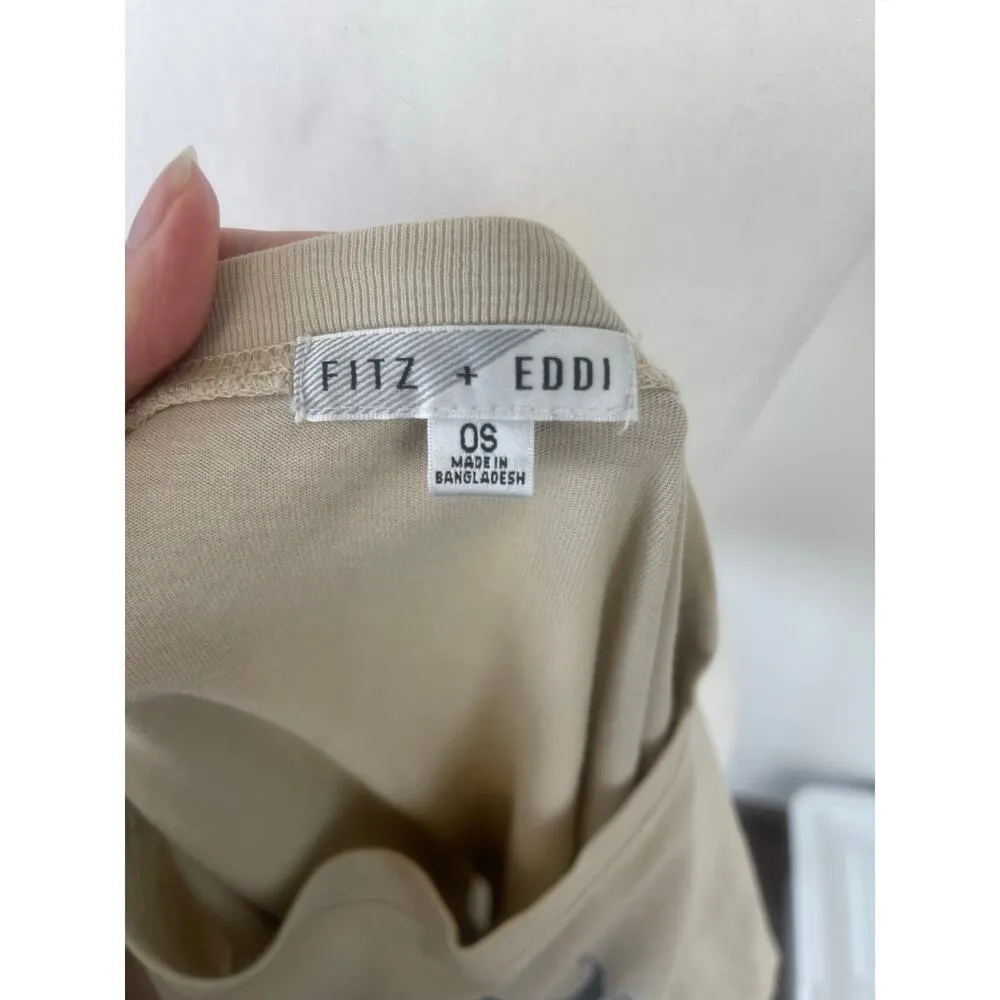 FITZ + EDDI
OS
MADE IN
BANGLADESH